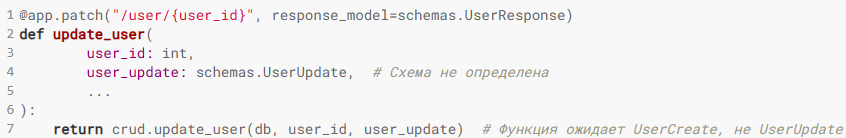 1 @app.patch("/user/{user_id}", response_model=schemas.UserResponse)
2 def update_user(
3         user_id: int,
4         user_update: schemas.UserUpdate,  # Схема не определена
5         ...
6 ):
7     return crud.update_user(db, user_id, user_update)  # Функция ожидает UserCreate, не UserUpdate